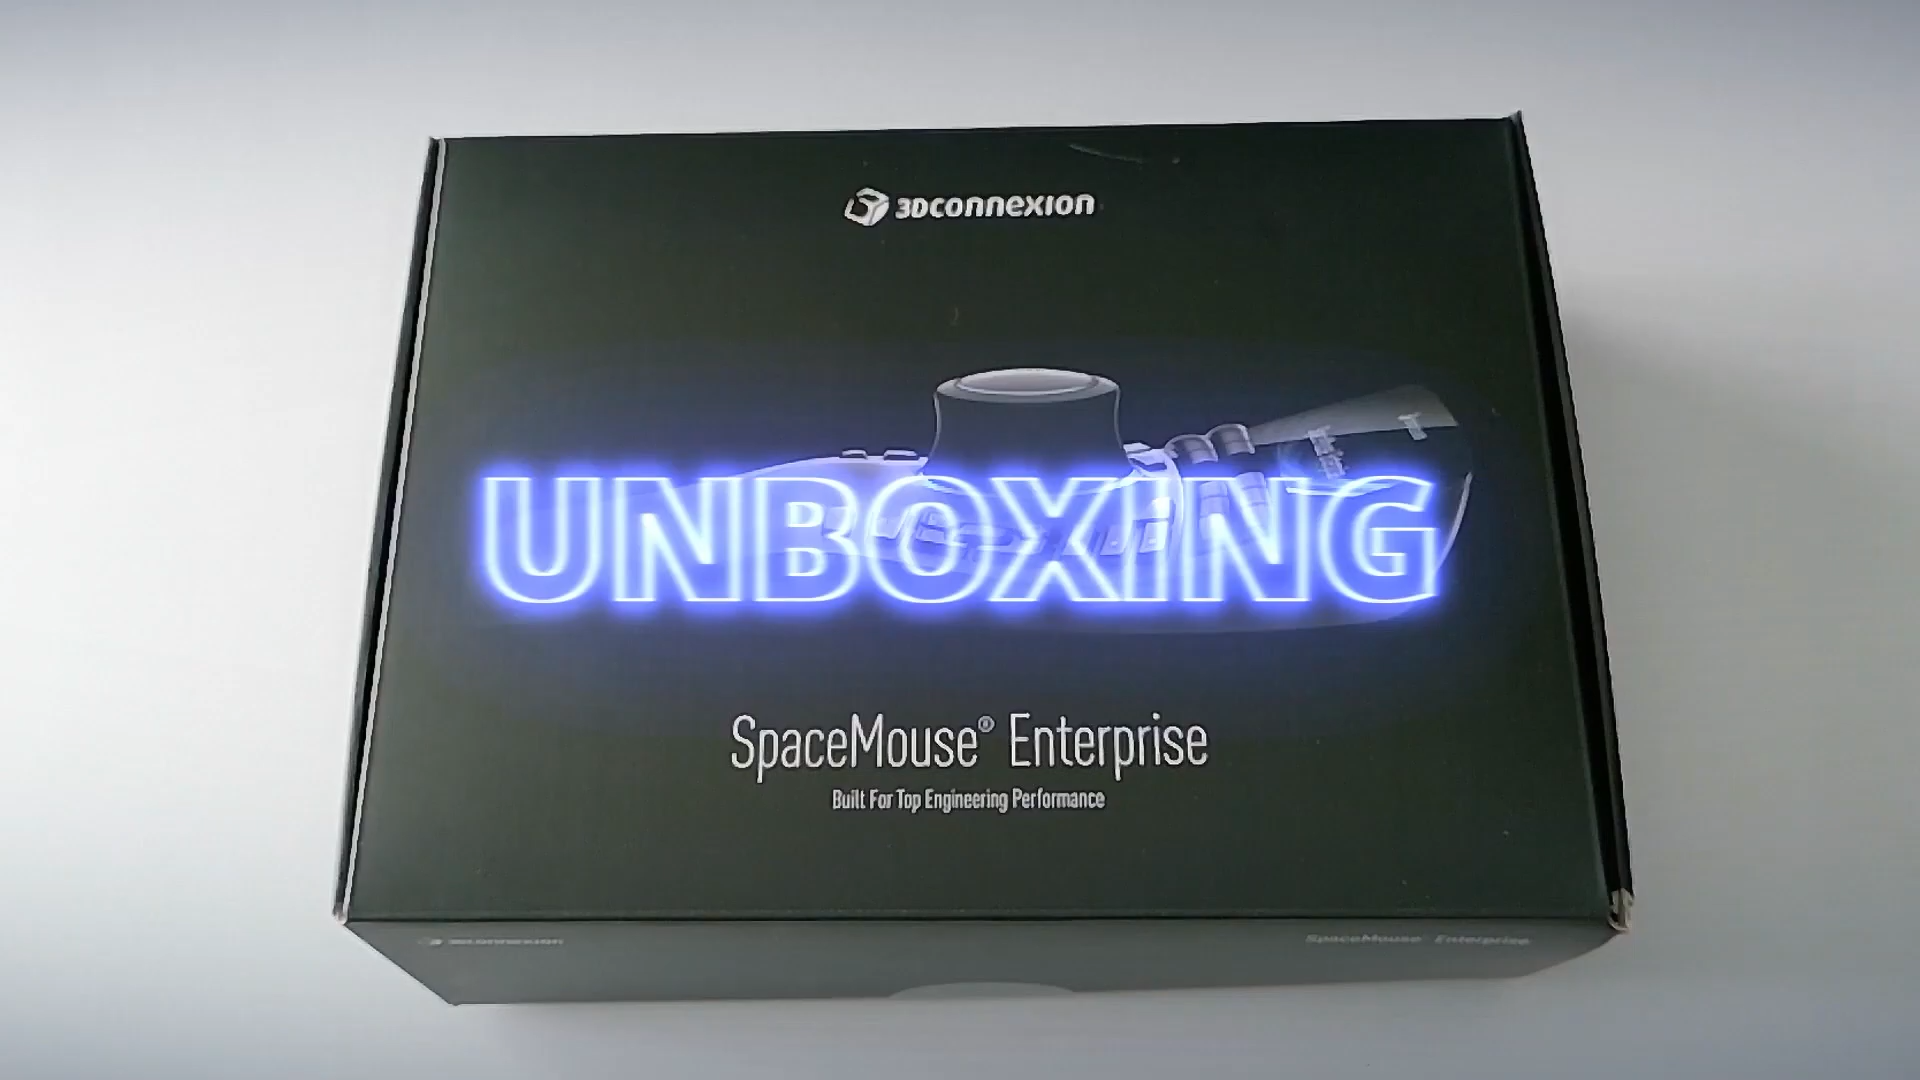 3Dconnexion
UNBOXING
SpaceMouse® Enterprise
Built For Top Engineering Performance
3Dconnexion
SpaceMouse® Enterprise